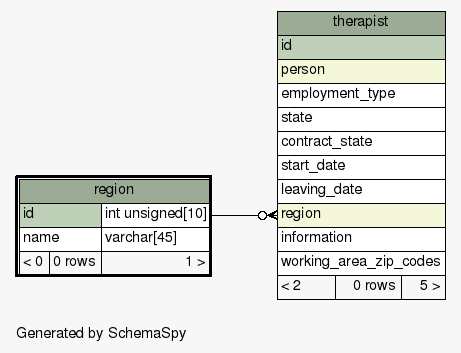 therapist
id
person
employment_type
state
contract_state
start_date
leaving_date
region
information
working_area_zip_codes
< 2 0 rows 5 >
region
id int unsigned[10]
name varchar[45]
< 0 0 rows 1 >
Generated by SchemaSpy